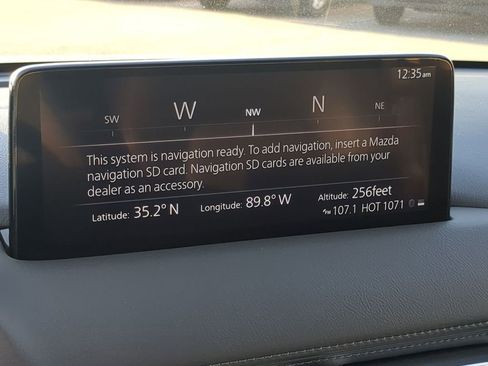 12:35am
SW W NW N NE
This system is navigation ready. To add navigation, insert a Mazda
navigation SD card. Navigation SD cards are available from your
dealer as an accessory.
Latitude: 35.2° N Longitude: 89.8° W Altitude: 256feet
107.1 HOT 1071